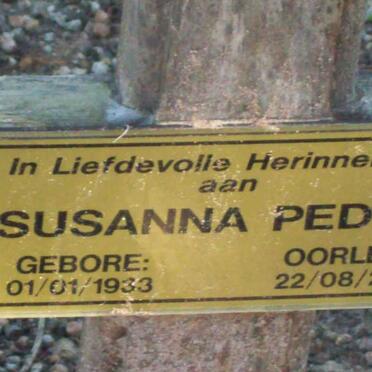 In Liefdevolle Herinne
aan
SUSANNA PED
GEBORE: OORLE
01/01/1933 22/08/2